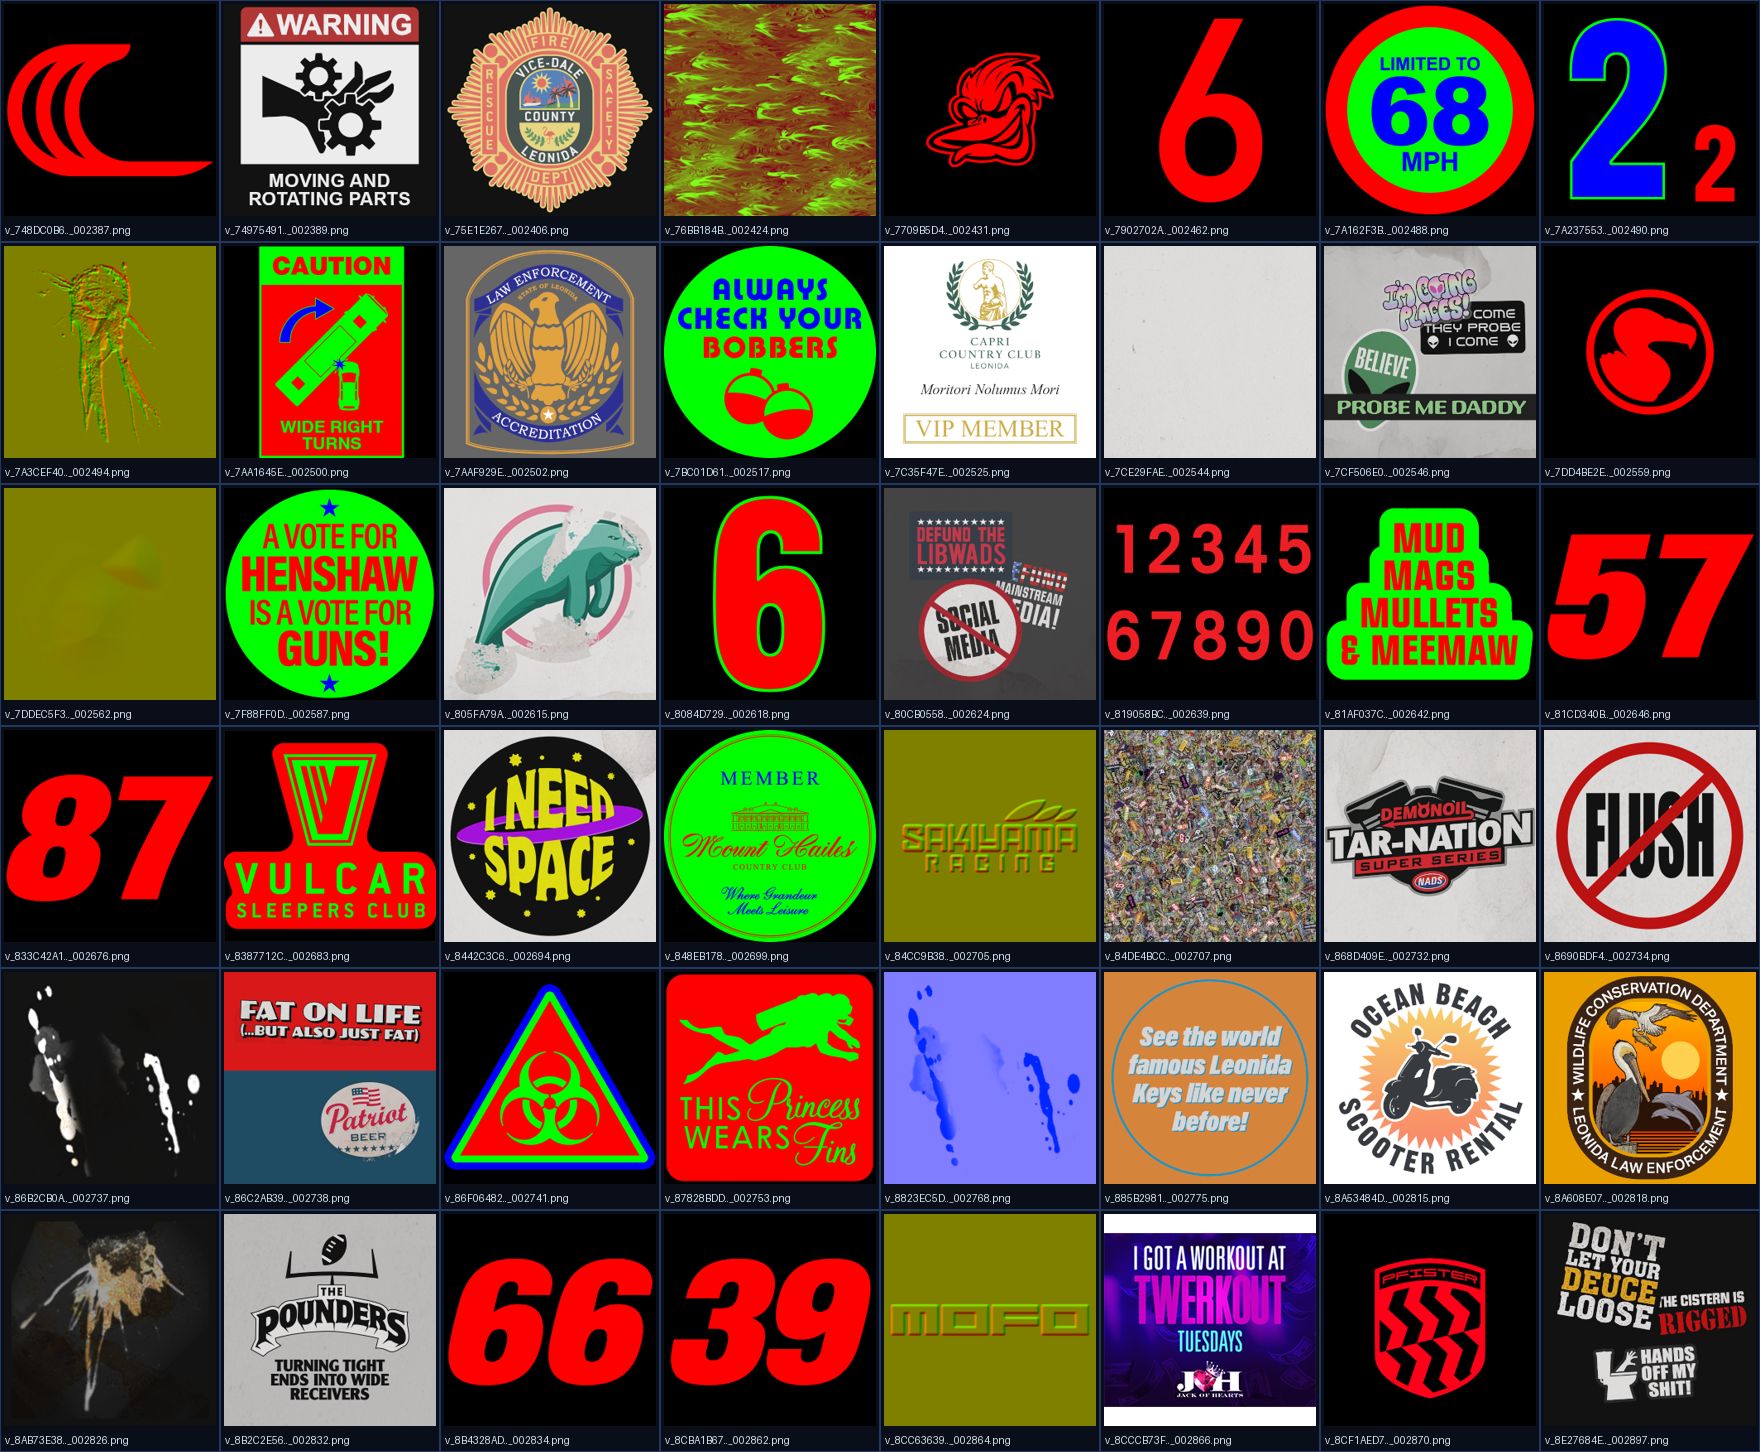 WARNING
MOVING AND
ROTATING PARTS
FIRE
RESCUE
SAFETY
VICE-DALE
COUNTY
LEONIDA
DEPT
6
LIMITED TO
68
MPH
2
2
v_748DC0B6.._002387.png
v_74975491.._002389.png
v_75E1E267.._002406.png
v_76BB184B.._002424.png
v_7709B5D4.._002431.png
v_7902702A.._002462.png
v_7A162F3B.._002488.png
v_7A237553.._002490.png
CAUTION
WIDE RIGHT
TURNS
LAW ENFORCEMENT
STATE OF LEONIDA
ACCREDITATION
ALWAYS
CHECK YOUR
BOBBERS
CAPRI
COUNTRY CLUB
LEONIDA
Moritori Nolumus Mori
VIP MEMBER
I'M GOING
PLACES!
COME
THEY PROBE
I COME
BELIEVE
PROBE ME DADDY
v_7A3CEF40.._002494.png
v_7AA1645E.._002500.png
v_7AAF929E.._002502.png
v_7BC01D61.._002517.png
v_7C35F47E.._002525.png
v_7CE29FAE.._002544.png
v_7CF506E0.._002546.png
v_7DD4BE2E.._002559.png
A VOTE FOR
HENSHAW
IS A VOTE FOR
GUNS!
6
DEFUND THE
LIBWADS
EFUND
MAINSTREAM
EDIA!
SOCIAL
MEDIA
12345
67890
MUD
MAGS
MULLETS
& MEEMAW
57
v_7DDEC5F3.._002562.png
v_7F88FF0D.._002587.png
v_805FA79A.._002615.png
v_8084D729.._002618.png
v_80CB0558.._002624.png
v_819058BC.._002639.png
v_81AF037C.._002642.png
v_81CD340B.._002646.png
87
V
VULCAR
SLEEPERS CLUB
I NEED
SPACE
MEMBER
Mount Hailes
COUNTRY CLUB
Where Grandeur
Meets Leisure
SAKIYAMA
RACING
DEMONOIL
TAR-NATION
SUPER SERIES
NADS
FLUSH
v_833C42A1.._002676.png
v_8387712C.._002683.png
v_8442C3C6.._002694.png
v_848EB178.._002699.png
v_84CC9B38.._002705.png
v_84DE4BCC.._002707.png
v_868D409E.._002732.png
v_8690BDF4.._002734.png
FAT ON LIFE
(...BUT ALSO JUST FAT)
Patriot
BEER
THIS Princess
WEARS Fins
See the world
famous Leonida
Keys like never
before!
OCEAN BEACH
SCOOTER RENTAL
WILDLIFE CONSERVATION DEPARTMENT
LEONIDA LAW ENFORCEMENT
v_86B2CB0A.._002737.png
v_86C2AB39.._002738.png
v_86F06482.._002741.png
v_87828BDD.._002753.png
v_8823EC5D.._002768.png
v_885B2981.._002775.png
v_8A53484D.._002815.png
v_8A608E07.._002818.png
THE
POUNDERS
TURNING TIGHT
ENDS INTO WIDE
RECEIVERS
66
39
MOFO
I GOT A WORKOUT AT
TWERKOUT
TUESDAYS
J H
JACK OF HEARTS
PFISTER
DON'T
LET YOUR
DEUCE
LOOSE
THE CISTERN IS
RIGGED
HANDS
OFF MY
SHIT!
v_8AB73E38.._002826.png
v_8B2C2E56.._002832.png
v_8B4328AD.._002834.png
v_8CBA1B67.._002862.png
v_8CC63639.._002864.png
v_8CCCB73F.._002866.png
v_8CF1AED7.._002870.png
v_8E27684E.._002897.png